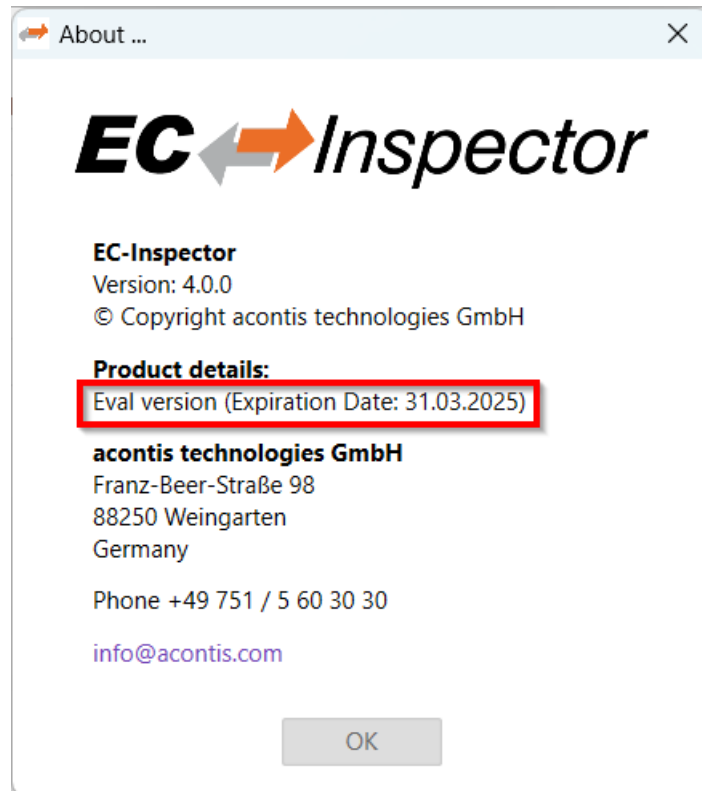 About ...
EC Inspector
EC-Inspector
Version: 4.0.0
© Copyright acontis technologies GmbH
Product details:
Eval version (Expiration Date: 31.03.2025)
acontis technologies GmbH
Franz-Beer-Straße 98
88250 Weingarten
Germany
Phone +49 751 / 5 60 30 30
info@acontis.com
OK